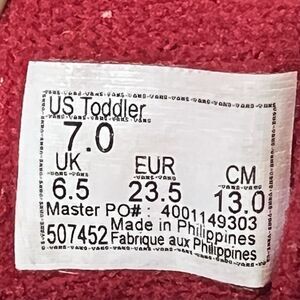 US Toddler
7.0
UK EUR CM
6.5 23.5 13.0
Master PO# : 4001149303
507452 Made in Philippines
Fabrique aux Philippines